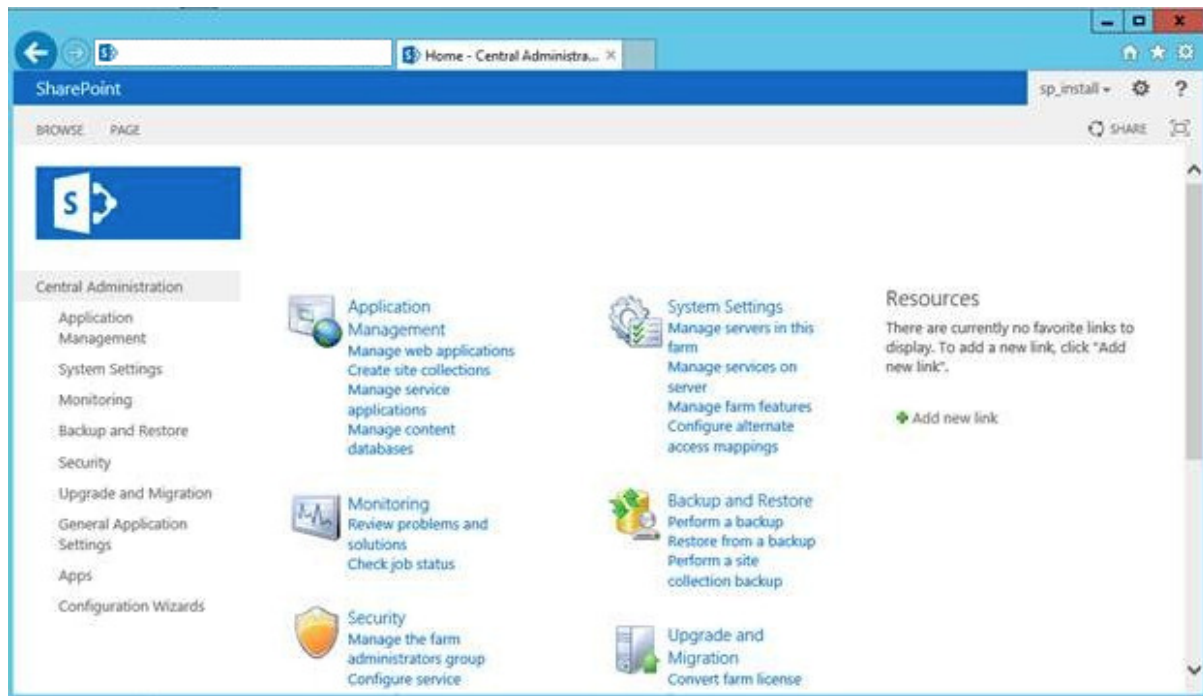 Home - Central Administra... ×
SharePoint
sp_install
?
BROWSE PAGE
SHARE
S
Central Administration
Application
Management
System Settings
Monitoring
Backup and Restore
Security
Upgrade and Migration
General Application
Settings
Apps
Configuration Wizards
Application
Management
Manage web applications
Create site collections
Manage service
applications
Manage content
databases
System Settings
Manage servers in this
farm
Manage services on
server
Manage farm features
Configure alternate
access mappings
Monitoring
Review problems and
solutions
Check job status
Backup and Restore
Perform a backup
Restore from a backup
Perform a site
collection backup
Security
Manage the farm
administrators group
Configure service
Upgrade and
Migration
Convert farm license
Resources
There are currently no favorite links to
display. To add a new link, click "Add
new link".
Add new link